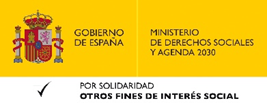 GOBIERNO
DE ESPAÑA
MINISTERIO
DE DERECHOS SOCIALES
Y AGENDA 2030
POR SOLIDARIDAD
OTROS FINES DE INTERÉS SOCIAL